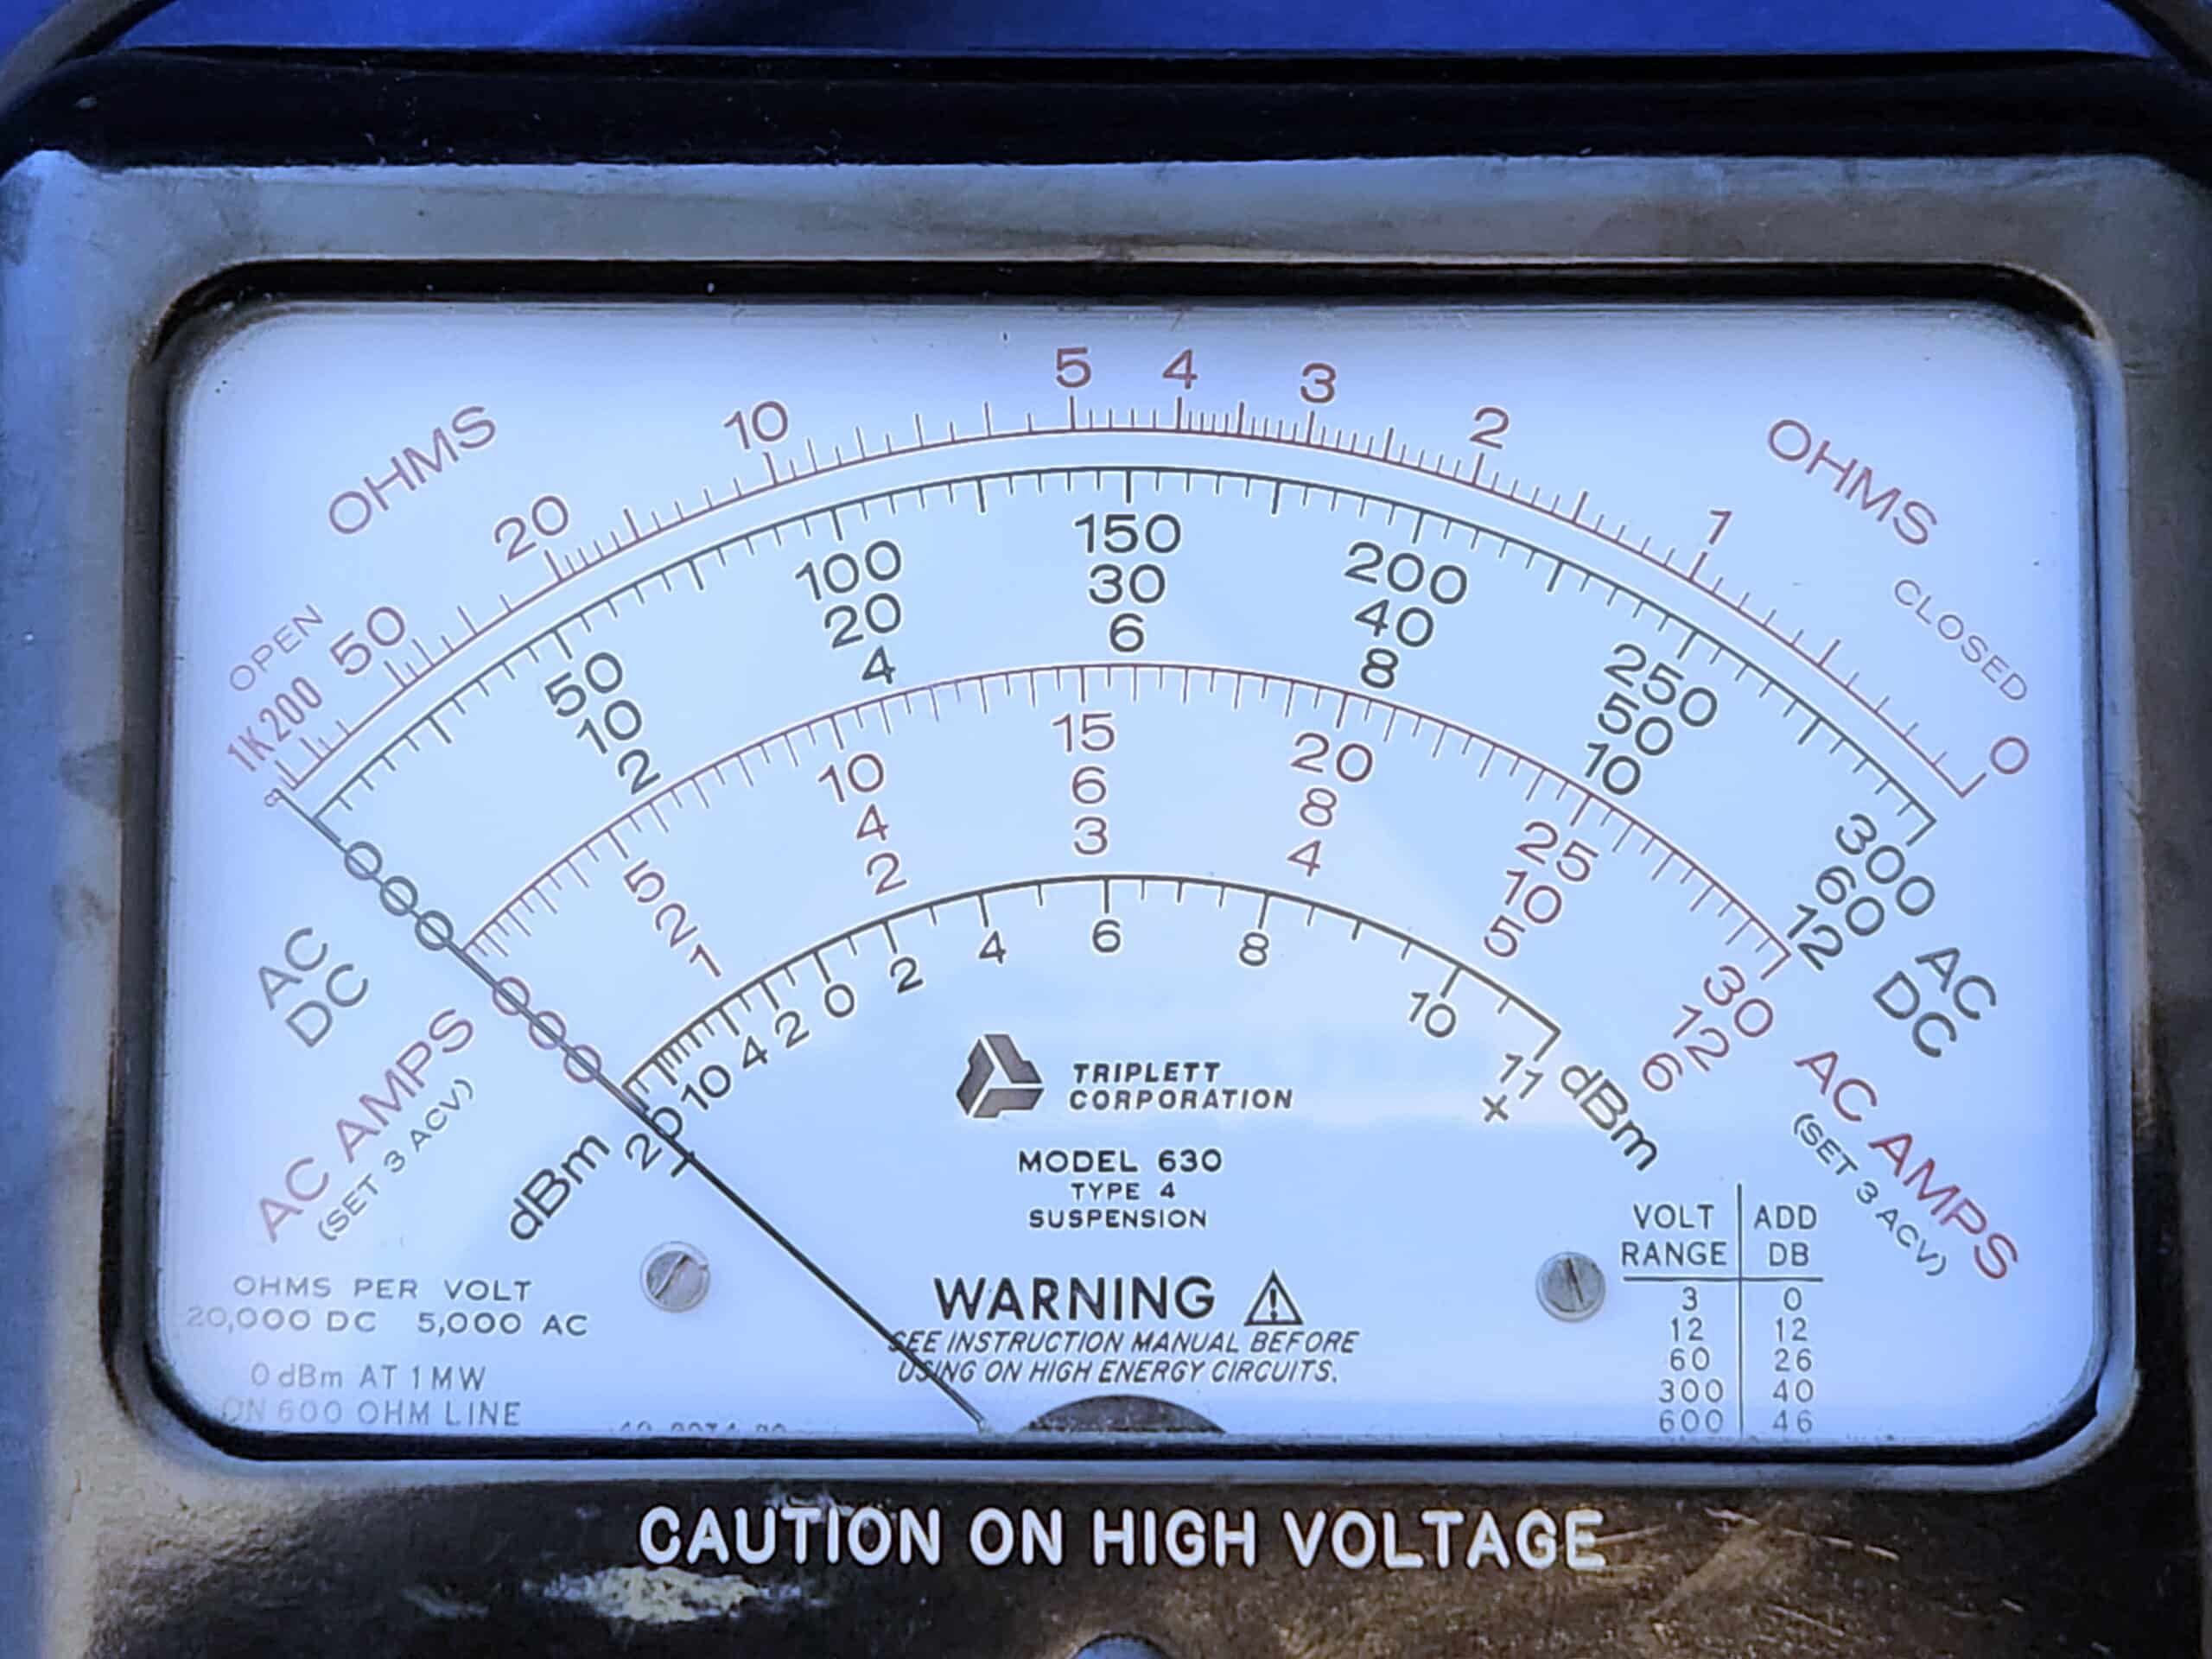 OHMS
OHMS
OPEN
CLOSED
∞ 1K 200 50 20 10 5 4 3 2 1 0
0 50 100 150 200 250 300
0 10 20 30 40 50 60
0 2 4 6 8 10 12
AC
DC
AC
DC
0 5 10 15 20 25 30
0 2 4 6 8 10 12
0 1 2 3 4 5 6
AC AMPS
(SET 3 ACV)
AC AMPS
(SET 3 ACV)
20 10 4 2 0 2 4 6 8 10 11
- +
dBm
dBm
TRIPLETT
CORPORATION
MODEL 630
TYPE 4
SUSPENSION
WARNING
SEE INSTRUCTION MANUAL BEFORE
USING ON HIGH ENERGY CIRCUITS.
OHMS PER VOLT
20,000 DC 5,000 AC
0 dBm AT 1 MW
ON 600 OHM LINE
VOLT ADD
RANGE DB
3 0
12 12
60 26
300 40
600 46
CAUTION ON HIGH VOLTAGE